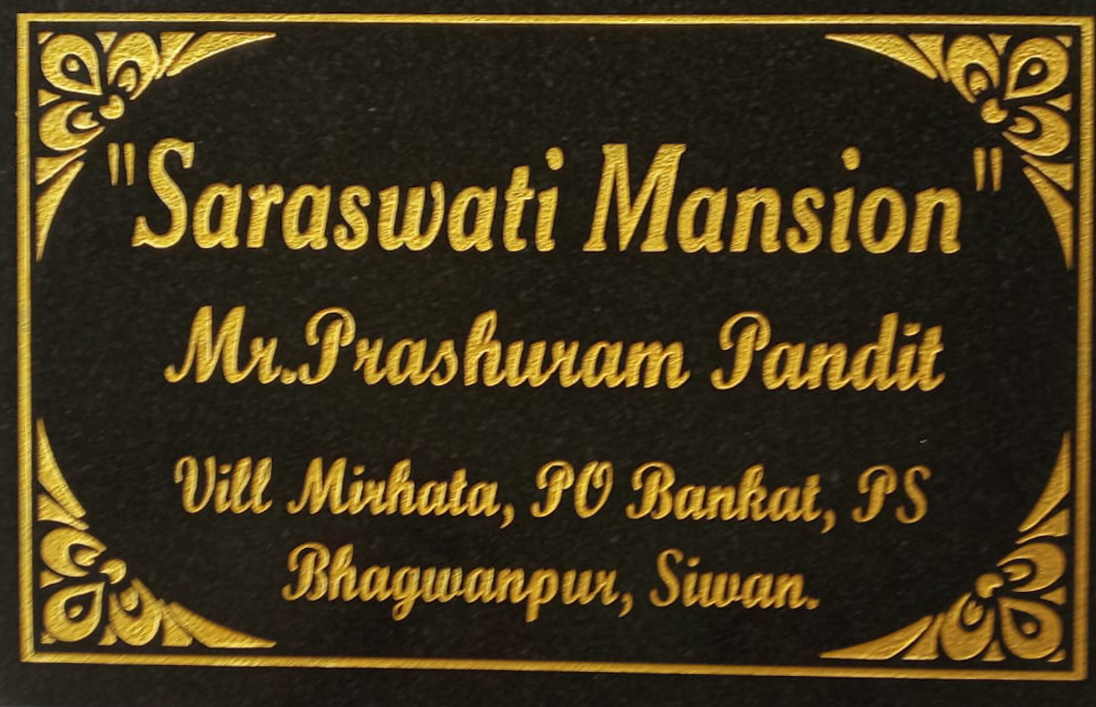 "Saraswati Mansion"
Mr.Prashuram Pandit
Vill Mirhata, PO Bankat, PS
Bhagwanpur, Siwan.